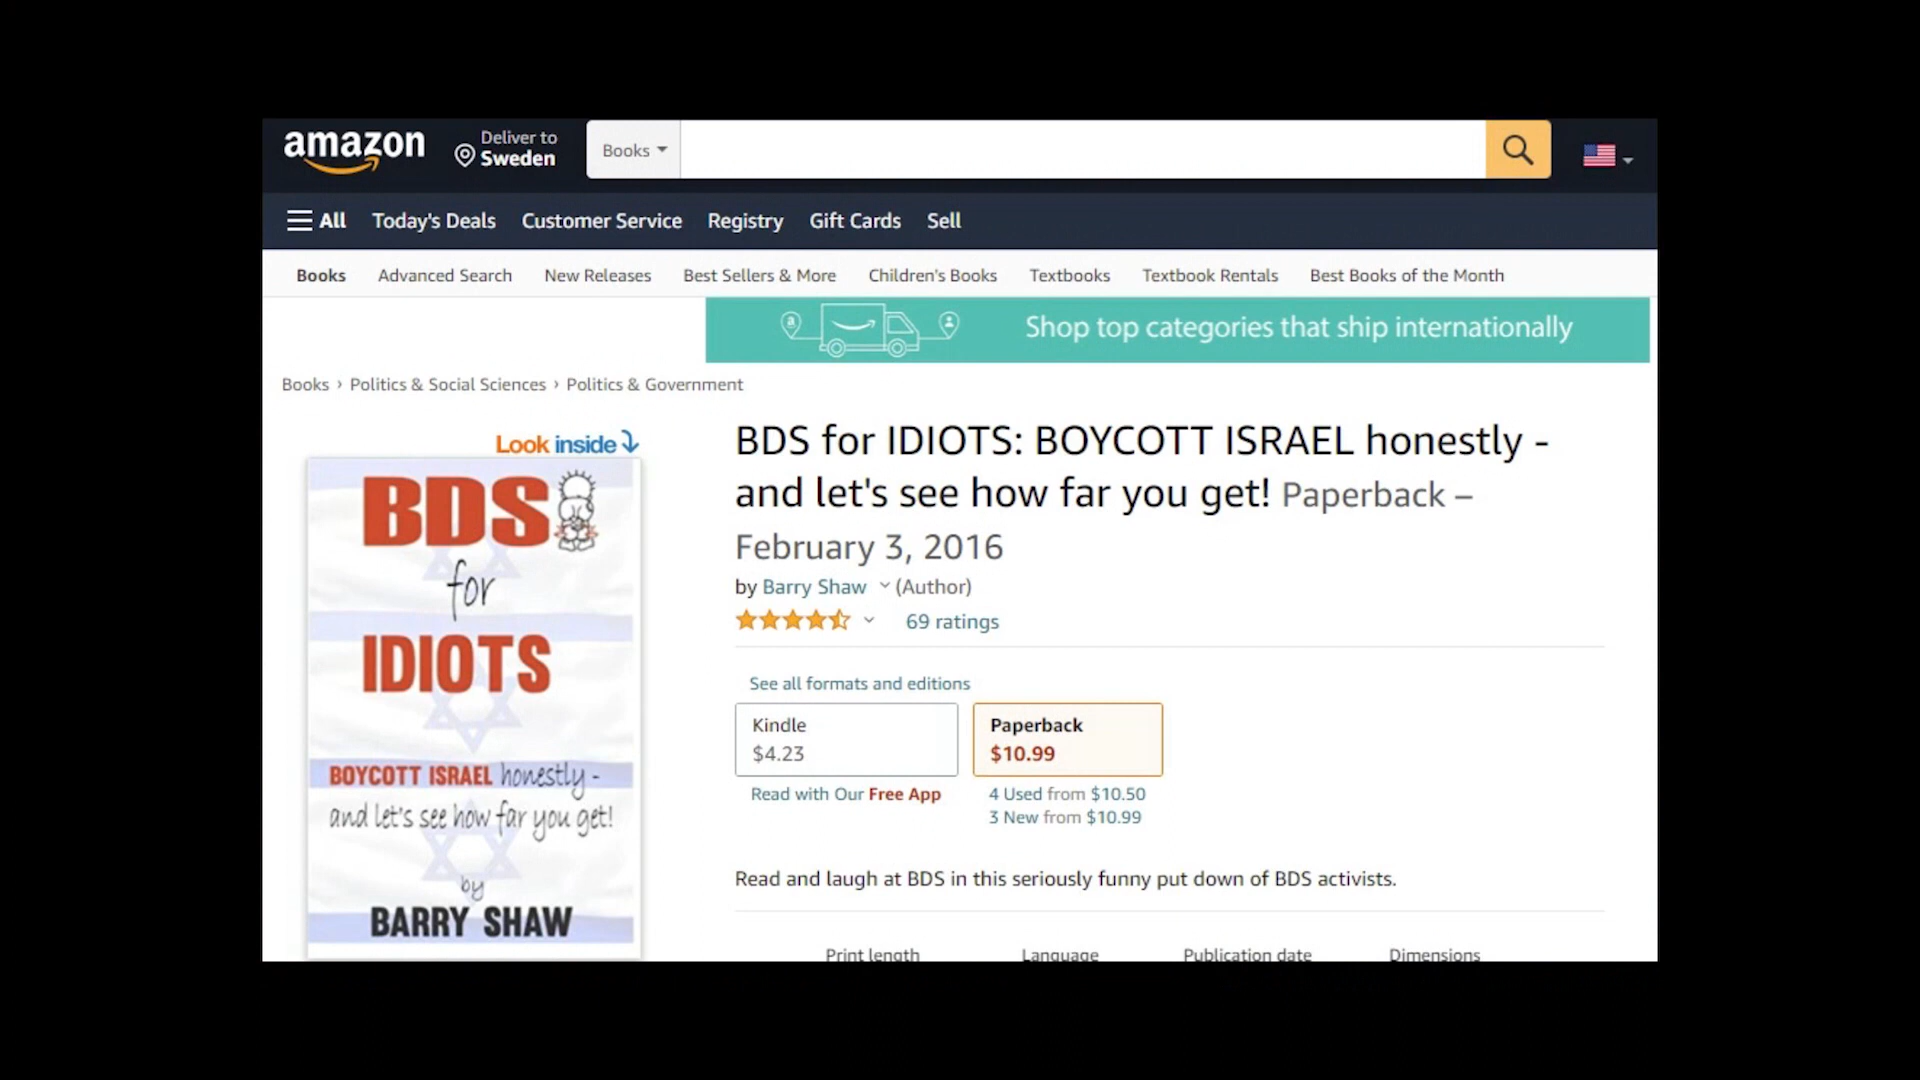 amazon
Deliver to
Sweden
Books
All Today's Deals Customer Service Registry Gift Cards Sell
Books Advanced Search New Releases Best Sellers & More Children's Books Textbooks Textbook Rentals Best Books of the Month
Shop top categories that ship internationally
Books › Politics & Social Sciences › Politics & Government
Look inside
BDS
for
IDIOTS
BOYCOTT ISRAEL honestly -
and let's see how far you get!
by
BARRY SHAW
BDS for IDIOTS: BOYCOTT ISRAEL honestly -
and let's see how far you get! Paperback –
February 3, 2016
by Barry Shaw (Author)
69 ratings
See all formats and editions
Kindle
$4.23
Read with Our Free App
Paperback
$10.99
4 Used from $10.50
3 New from $10.99
Read and laugh at BDS in this seriously funny put down of BDS activists.
Print length Language Publication date Dimensions